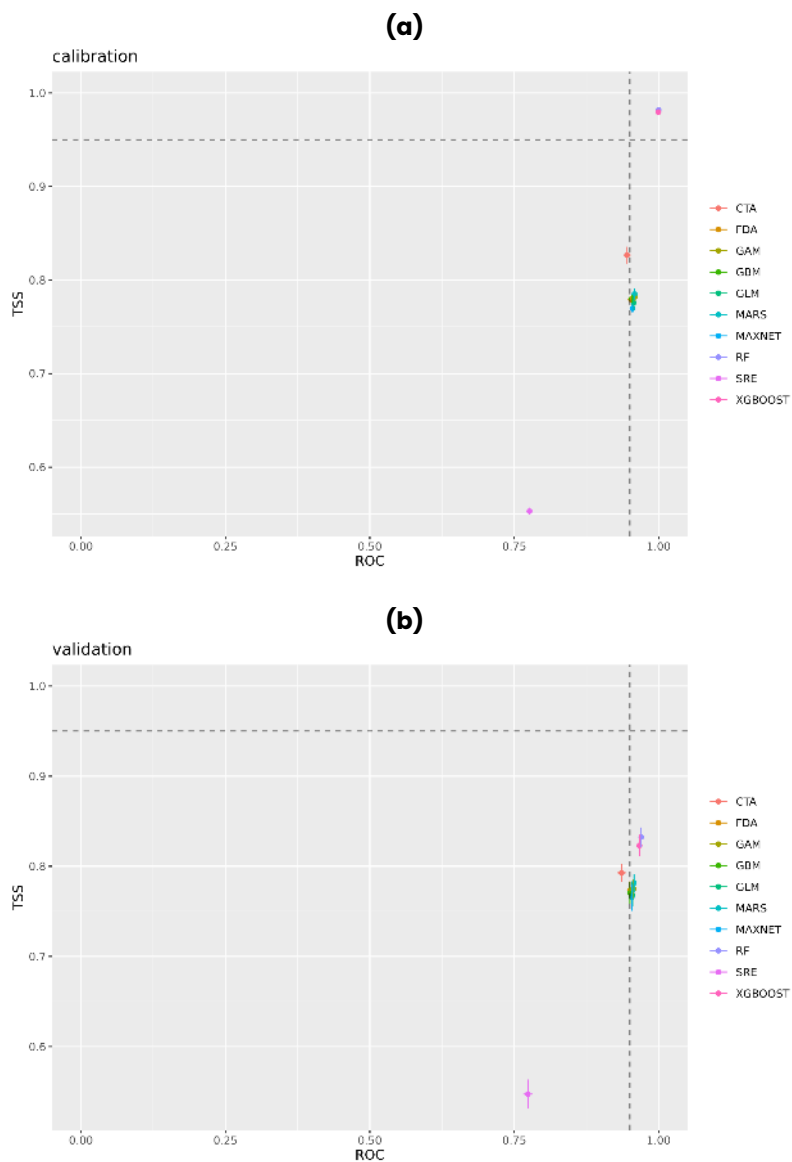 (a)
calibration
1.0
0.9
0.8
0.7
0.6
TSS
0.00 0.25 0.50 0.75 1.00
ROC
CTA
FDA
GAM
GBM
GLM
MARS
MAXNET
RF
SRE
XGBOOST
(b)
validation
1.0
0.9
0.8
0.7
0.6
TSS
0.00 0.25 0.50 0.75 1.00
ROC
CTA
FDA
GAM
GBM
GLM
MARS
MAXNET
RF
SRE
XGBOOST